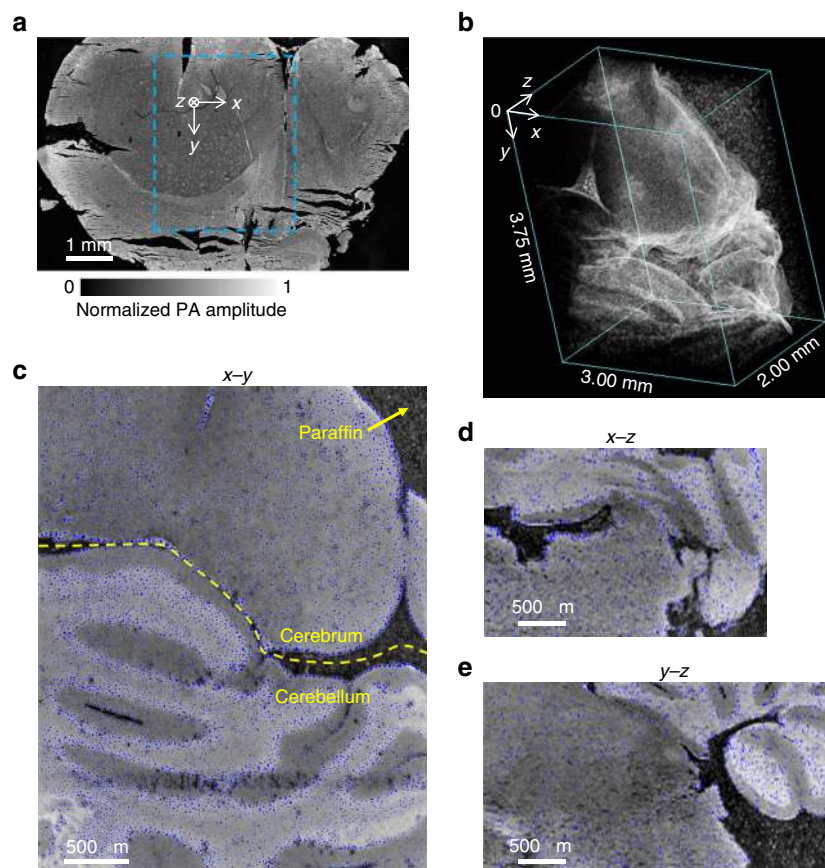 a
z
x
y
1 mm
0
1
Normalized PA amplitude
b
z
0
x
y
3.75 mm
3.00 mm
2.00 mm
c
x–y
Paraffin
Cerebrum
Cerebellum
500 m
d
x–z
500 m
e
y–z
500 m